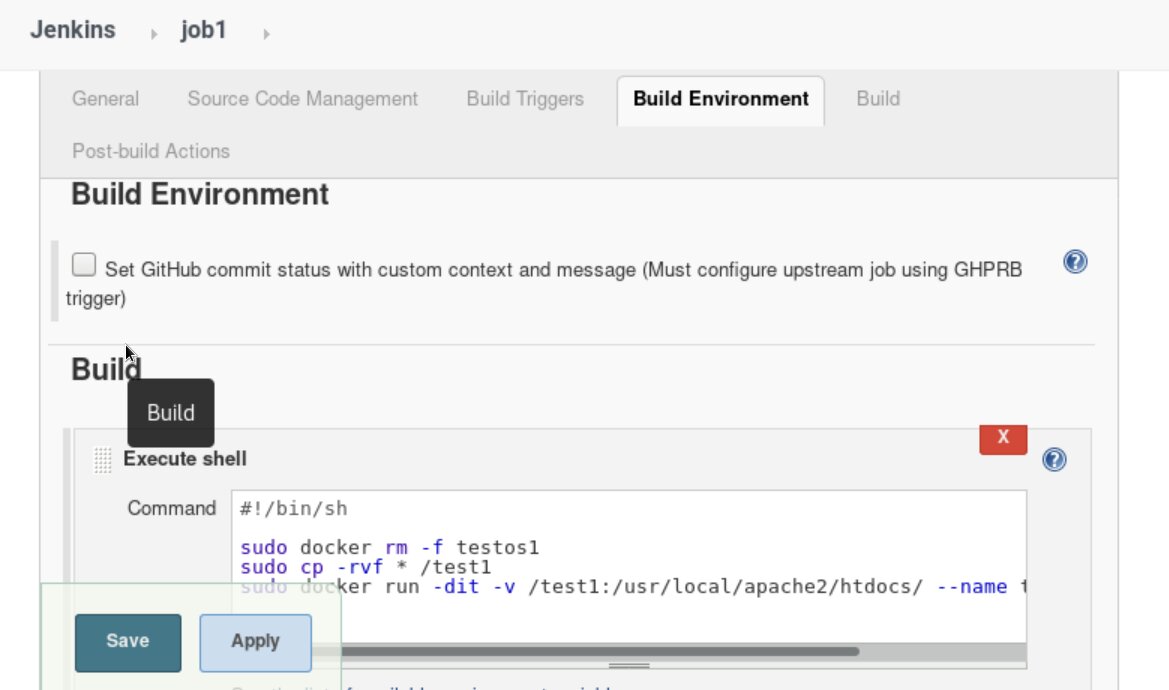 Jenkins job1
General Source Code Management Build Triggers Build Environment Build
Post-build Actions
Build Environment
Set GitHub commit status with custom context and message (Must configure upstream job using GHPRB
trigger)
Build
Build
X
Execute shell
Command
#!/bin/sh
sudo docker rm -f testos1
sudo cp -rvf * /test1
sudo docker run -dit -v /test1:/usr/local/apache2/htdocs/ --name t
Save Apply